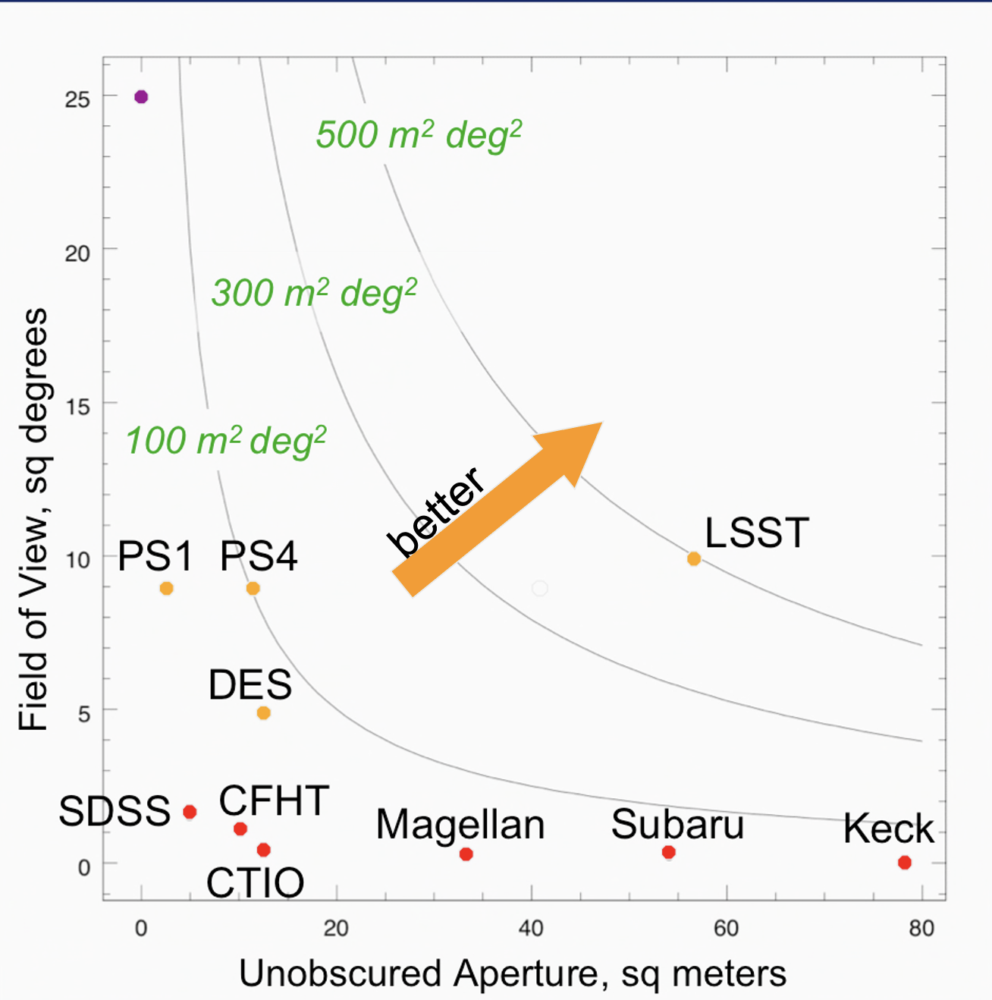 25
500 m² deg²
20
300 m² deg²
15
100 m² deg²
better
LSST
10
PS1
PS4
DES
5
SDSS
CFHT
Magellan
Subaru
Keck
0
CTIO
0
20
40
60
80
Field of View, sq degrees
Unobscured Aperture, sq meters